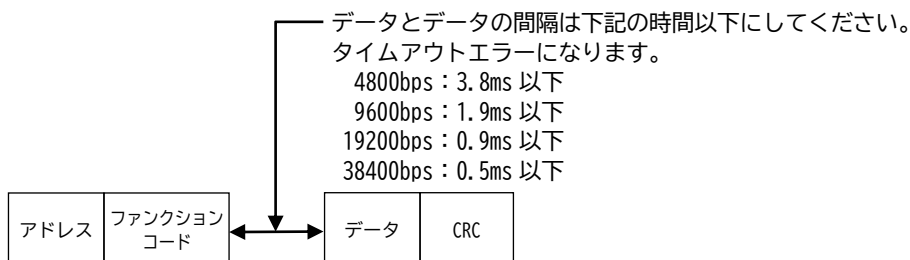 データとデータの間隔は下記の時間以下にしてください。
タイムアウトエラーになります。
4800bps：3.8ms 以下
9600bps：1.9ms 以下
19200bps：0.9ms 以下
38400bps：0.5ms 以下
アドレス
ファンクション
コード
データ
CRC